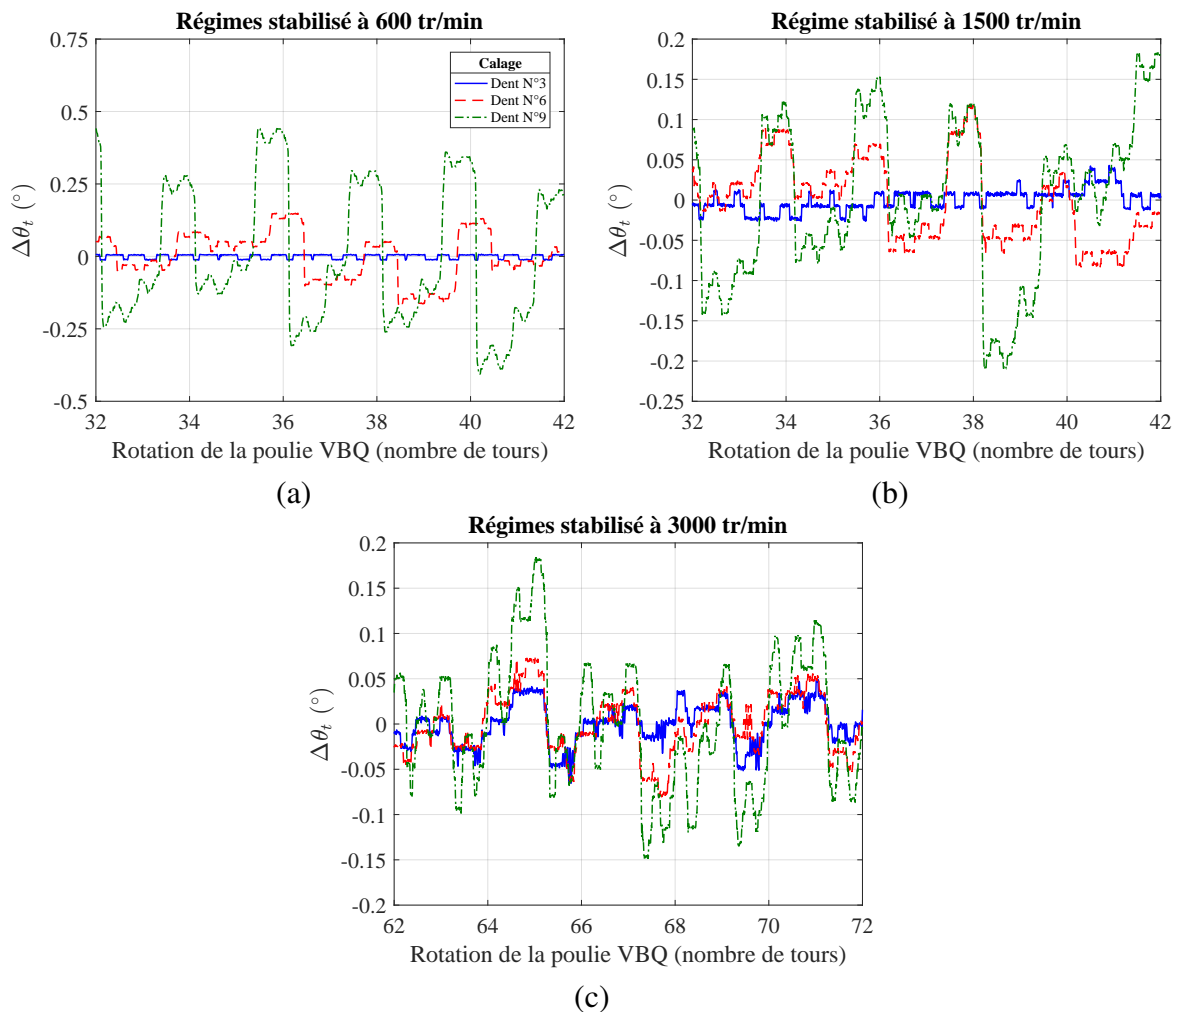 Régimes stabilisé à 600 tr/min
0.75
0.5
0.25
0
-0.25
-0.5
Δθt (°)
Calage
Dent N°3
Dent N°6
Dent N°9
32 34 36 38 40 42
Rotation de la poulie VBQ (nombre de tours)
(a)
Régime stabilisé à 1500 tr/min
0.2
0.15
0.1
0.05
0
-0.05
-0.1
-0.15
-0.2
-0.25
Δθt (°)
32 34 36 38 40 42
Rotation de la poulie VBQ (nombre de tours)
(b)
Régimes stabilisé à 3000 tr/min
0.2
0.15
0.1
0.05
0
-0.05
-0.1
-0.15
-0.2
Δθt (°)
62 64 66 68 70 72
Rotation de la poulie VBQ (nombre de tours)
(c)